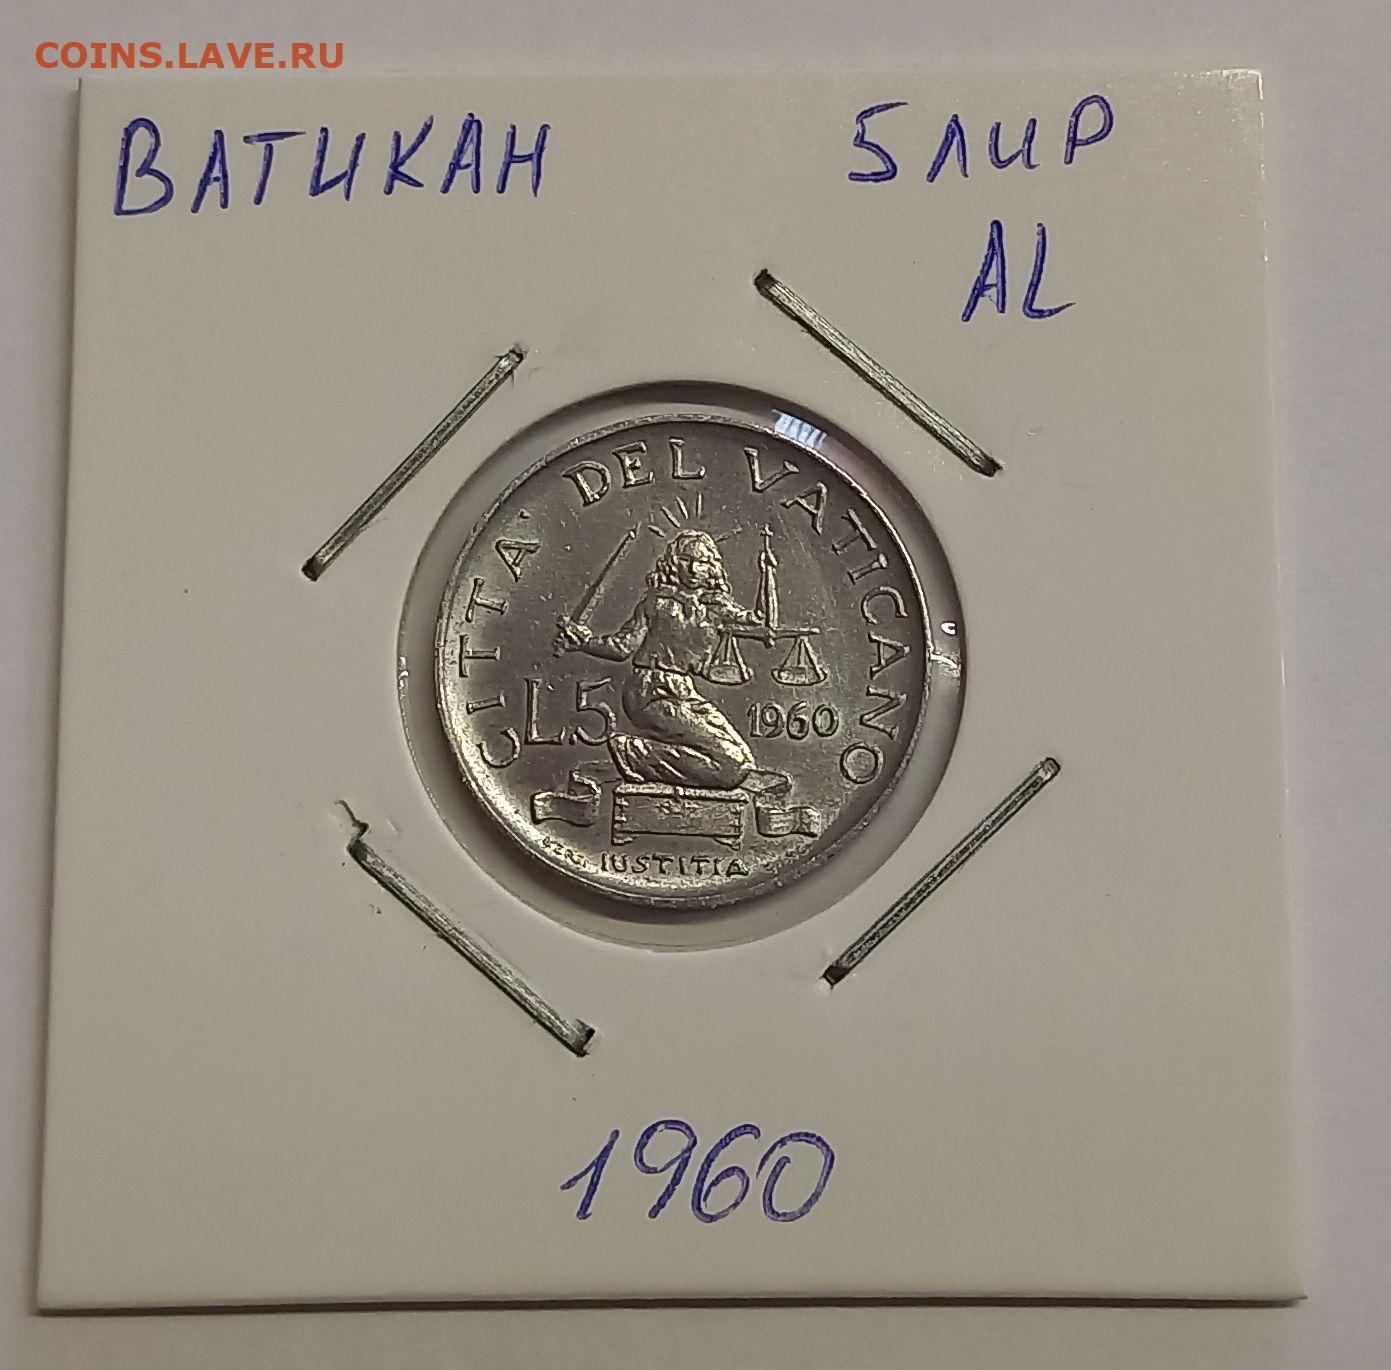 COINS.LAVE.RU
ВАТИКАН
5 ЛИР
AL
CITTA' DEL VATICANO
L.5
1960
IUSTITIA
1960